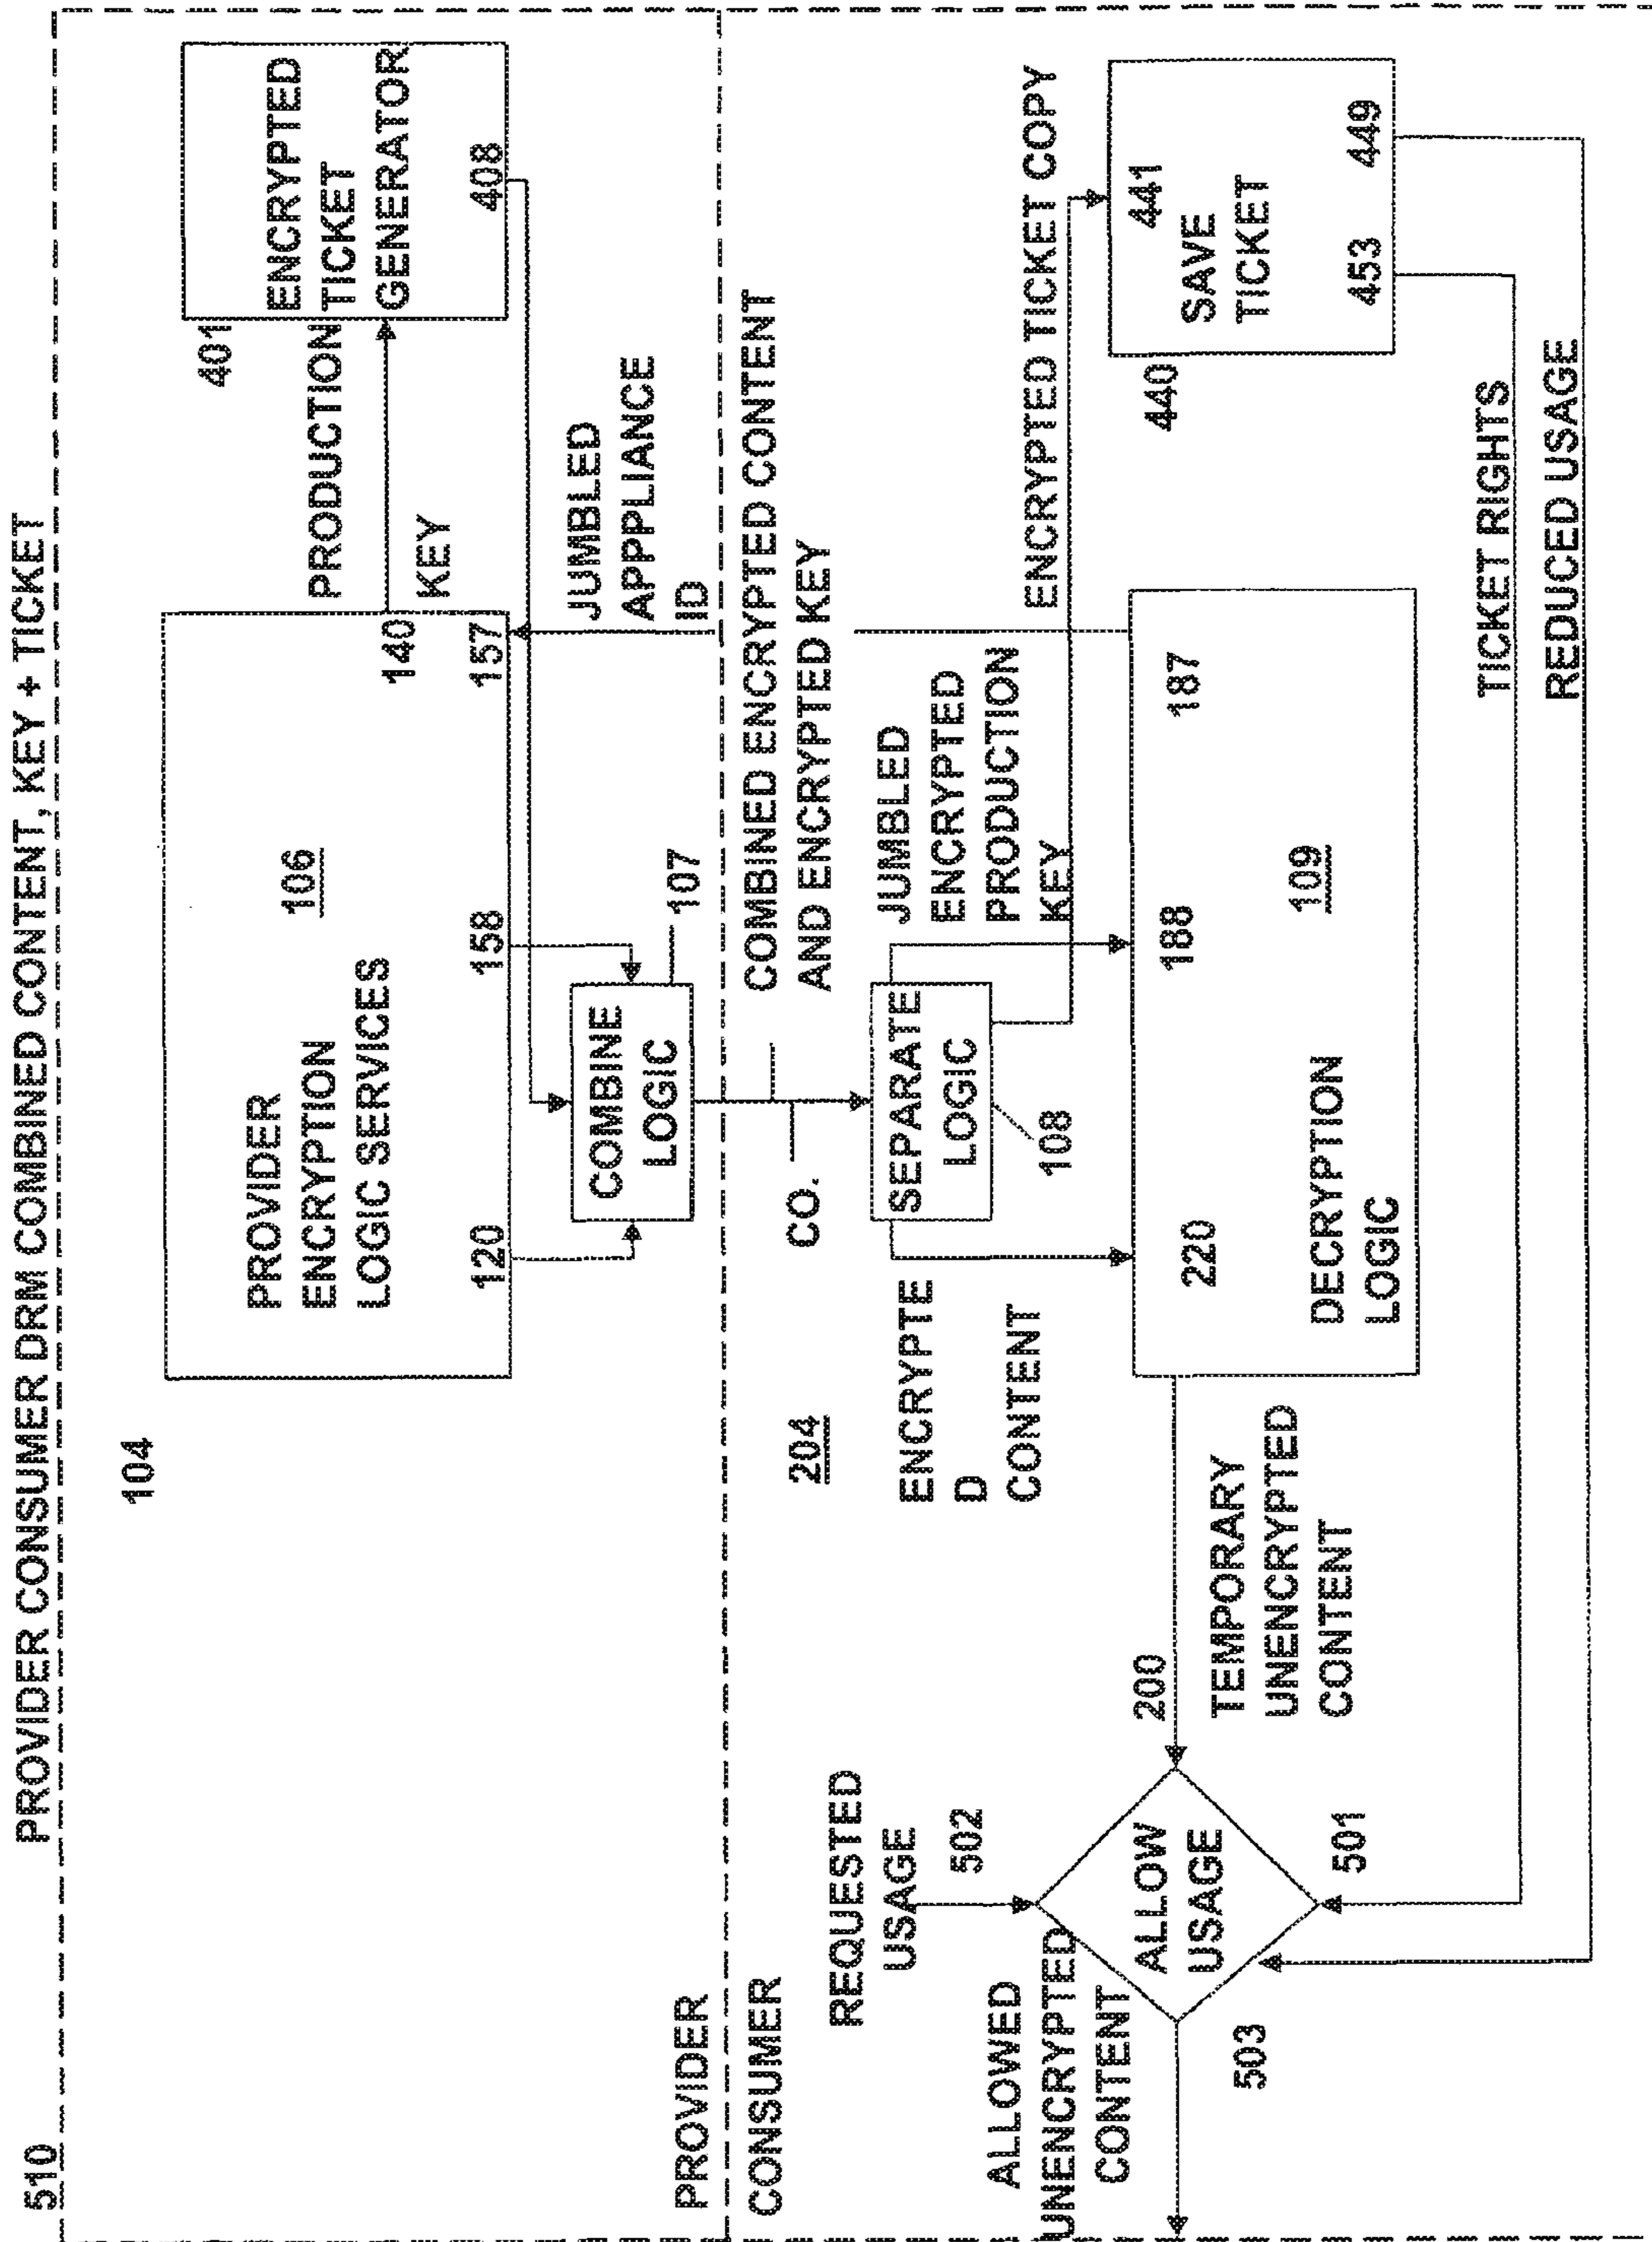 510
PROVIDER CONSUMER DRM COMBINED CONTENT, KEY + TICKET
104
PROVIDER
ENCRYPTION
LOGIC SERVICES
106
120
158
140
157
PRODUCTION
KEY
401
ENCRYPTED
TICKET
GENERATOR
408
JUMBLED
APPLIANCE
ID
COMBINE
LOGIC
107
PROVIDER
CONSUMER
COMBINED ENCRYPTED CONTENT
AND ENCRYPTED KEY
CO.
204
SEPARATE
LOGIC
108
ENCRYPTE
D
CONTENT
JUMBLED
ENCRYPTED
PRODUCTION
KEY
ENCRYPTED TICKET COPY
440
441
SAVE
TICKET
453
449
220
188
187
DECRYPTION
LOGIC
109
TICKET RIGHTS
REDUCED USAGE
200
TEMPORARY
UNENCRYPTED
CONTENT
REQUESTED
USAGE
502
ALLOW
USAGE
501
503
ALLOWED
UNENCRYPTED
CONTENT